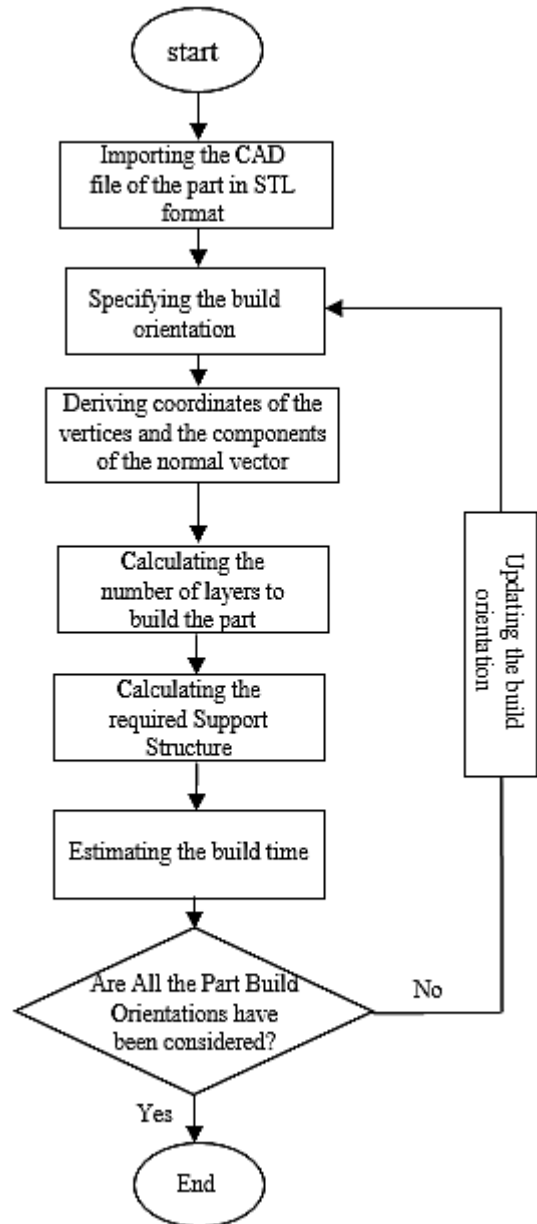 start
Importing the CAD
file of the part in STL
format
Specifying the build
orientation
Deriving coordinates of the
vertices and the components
of the normal vector
Calculating the
number of layers to
build the part
Calculating the
required Support
Structure
Estimating the build time
Are All the Part Build
Orientations have
been considered?
No
Updating the build
orientation
Yes
End